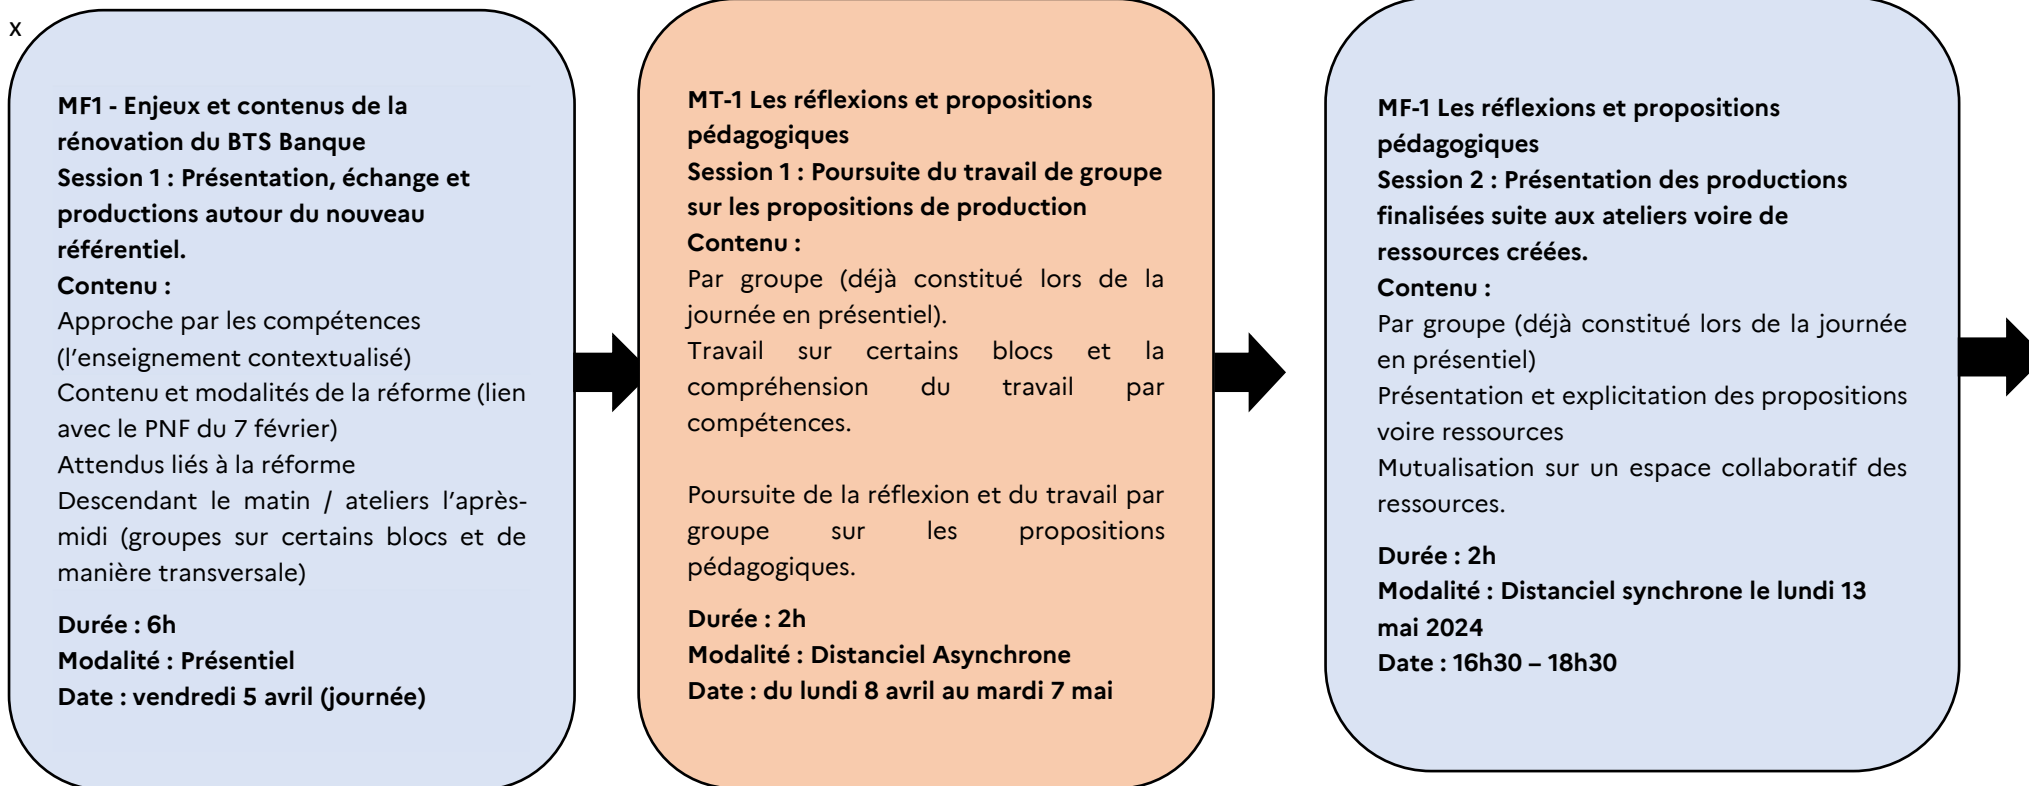 x
MF1 - Enjeux et contenus de la
rénovation du BTS Banque
Session 1 : Présentation, échange et
productions autour du nouveau
référentiel.
Contenu :
Approche par les compétences
(l’enseignement contextualisé)
Contenu et modalités de la réforme (lien
avec le PNF du 7 février)
Attendus liés à la réforme
Descendant le matin / ateliers l’après-
midi (groupes sur certains blocs et de
manière transversale)
Durée : 6h
Modalité : Présentiel
Date : vendredi 5 avril (journée)
MT-1 Les réflexions et propositions
pédagogiques
Session 1 : Poursuite du travail de groupe
sur les propositions de production
Contenu :
Par groupe (déjà constitué lors de la
journée en présentiel).
Travail sur certains blocs et la
compréhension du travail par
compétences.
Poursuite de la réflexion et du travail par
groupe sur les propositions
pédagogiques.
Durée : 2h
Modalité : Distanciel Asynchrone
Date : du lundi 8 avril au mardi 7 mai
MF-1 Les réflexions et propositions
pédagogiques
Session 2 : Présentation des productions
finalisées suite aux ateliers voire de
ressources créées.
Contenu :
Par groupe (déjà constitué lors de la journée
en présentiel)
Présentation et explicitation des propositions
voire ressources
Mutualisation sur un espace collaboratif des
ressources.
Durée : 2h
Modalité : Distanciel synchrone le lundi 13
mai 2024
Date : 16h30 – 18h30